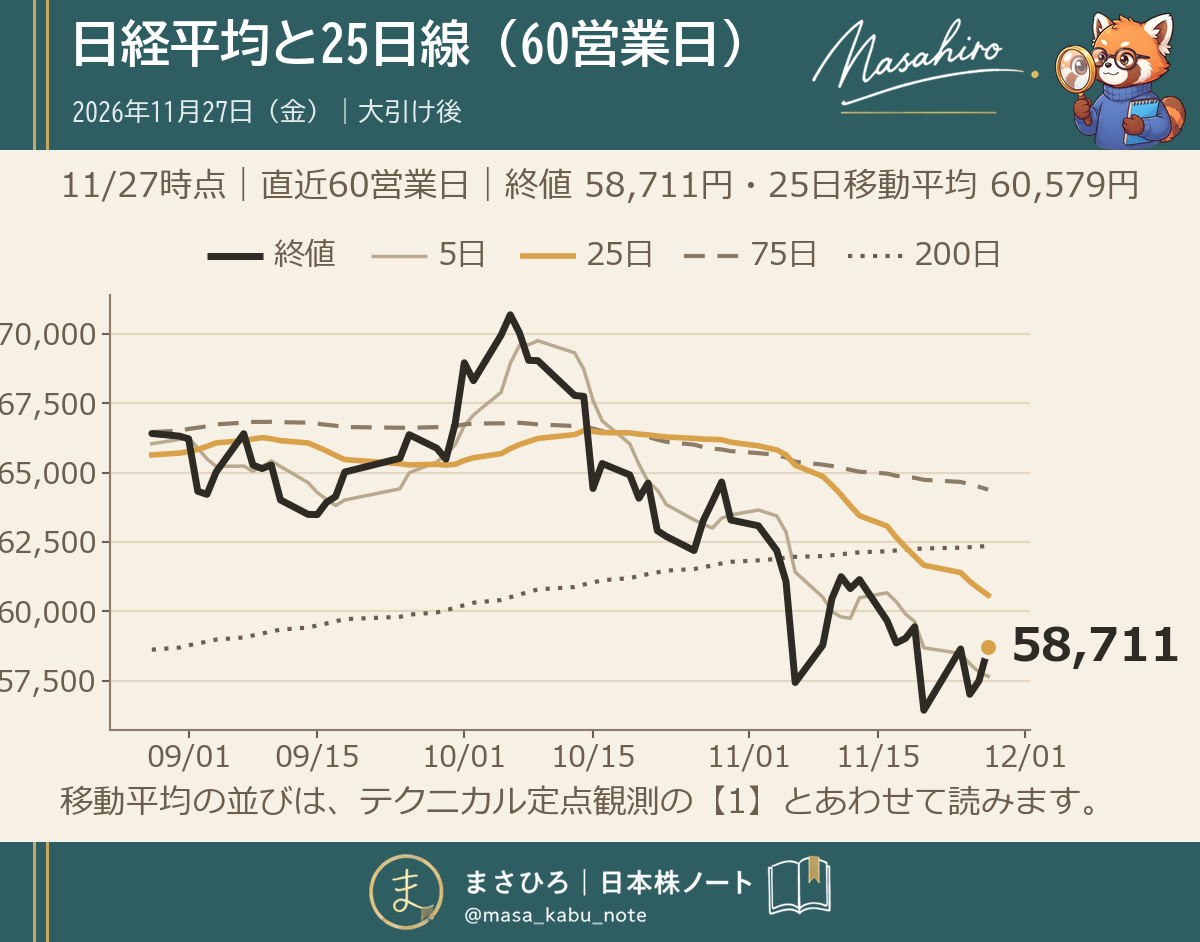 日経平均と25日線（60営業日）
Masahiro
2026年11月27日（金）｜大引け後
11/27時点｜直近60営業日｜終値 58,711円・25日移動平均 60,579円
終値 5日 25日 75日 200日
70,000
67,500
65,000
62,500
60,000
58,711
57,500
09/01 09/15 10/01 10/15 11/01 11/15 12/01
移動平均の並びは、テクニカル定点観測の【1】とあわせて読みます。
ま
まさひろ｜日本株ノート
@masa_kabu_note